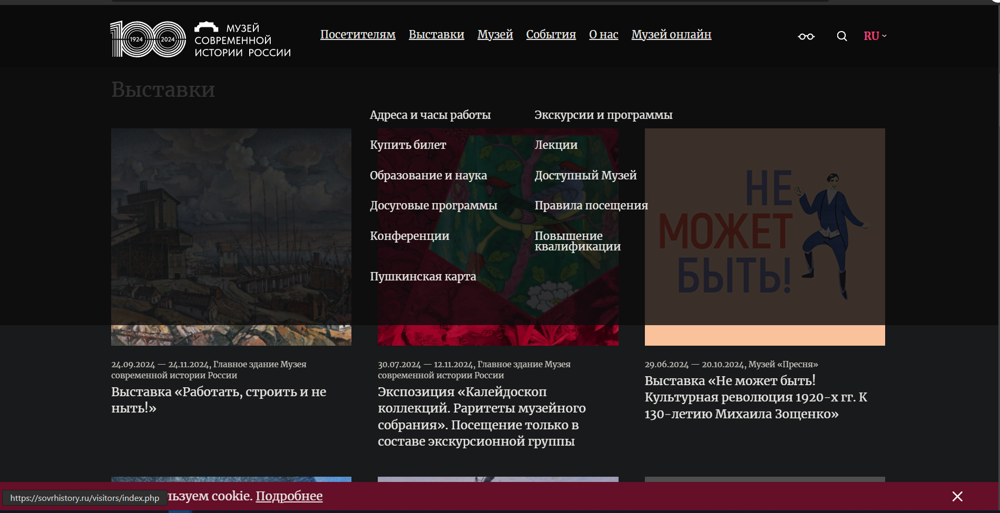 1924 2024
МУЗЕЙ
СОВРЕМЕННОЙ
ИСТОРИИ РОССИИ
Посетителям Выставки Музей События О нас Музей онлайн
RU
Выставки
Адреса и часы работы
Экскурсии и программы
Купить билет
Лекции
Образование и наука
Доступный Музей
Досуговые программы
Правила посещения
Конференции
Повышение
квалификации
Пушкинская карта
НЕ
МОЖЕТ
БЫТЬ!
24.09.2024 — 24.11.2024, Главное здание Музея
современной истории России
Выставка «Работать, строить и не
ныть!»
30.07.2024 — 12.11.2024, Главное здание Музея
современной истории России
Экспозиция «Калейдоскоп
коллекций. Раритеты музейного
собрания». Посещение только в
составе экскурсионной группы
29.06.2024 — 20.10.2024, Музей «Пресня»
Выставка «Не может быть!
Культурная революция 1920-х гг. К
130-летию Михаила Зощенко»
льзуем cookie. Подробнее
https://sovrhistory.ru/visitors/index.php